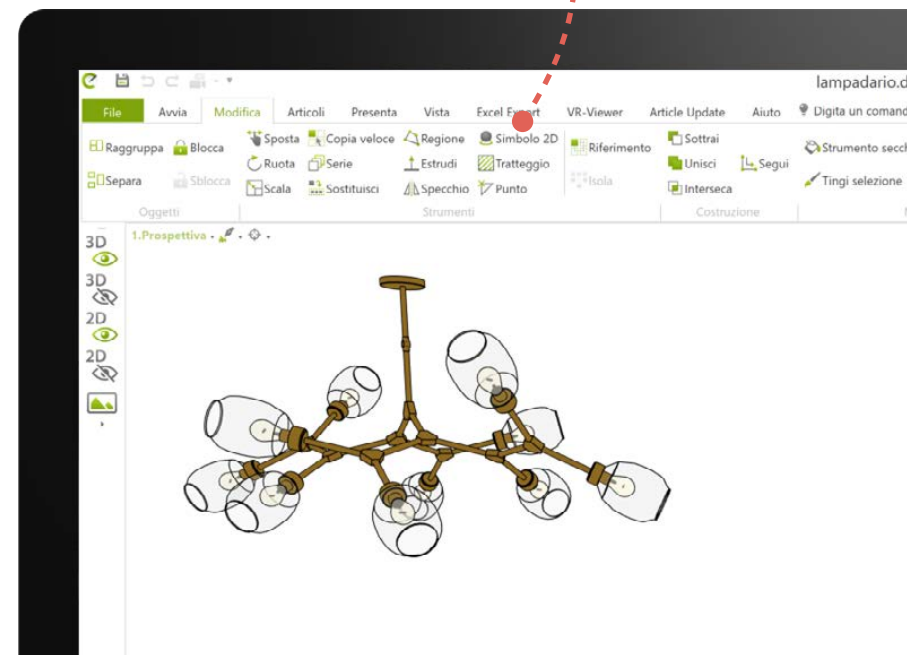 lampadario.d
File Avvia Modifica Articoli Presenta Vista Excel Export VR-Viewer Article Update Aiuto Digita un comand
Raggruppa Blocca Sposta Copia veloce Regione Simbolo 2D Riferimento Sottrai Strumento secch
Ruota Serie Estrudi Tratteggio Unisci Segui
Separa Sblocca Scala Sostituisci Specchio Punto Isola Interseca Tingi selezione
Oggetti Strumenti Costruzione
3D 1.Prospettiva
3D
2D
2D